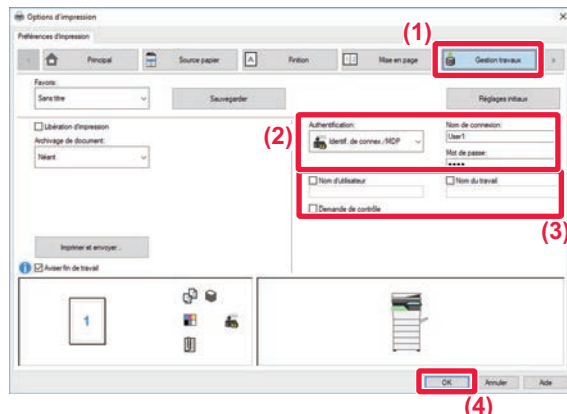 Options d'impression
Préférences d'impression
(1)
Principal
Source papier
Finition
Mise en page
Gestion travaux
Favoris:
Sans titre
Sauvegarder
Réglages initiaux
Libération d'impression
Archivage de document:
Néant
(2)
Authentification:
Identif. de connex./MDP
Nom de connexion:
User1
Mot de passe:
••••
Nom d'utilisateur
Nom du travail
Demande de contrôle
(3)
Imprimer et envoyer...
Aviser fin de travail
1
OK
Annuler
Aide
(4)